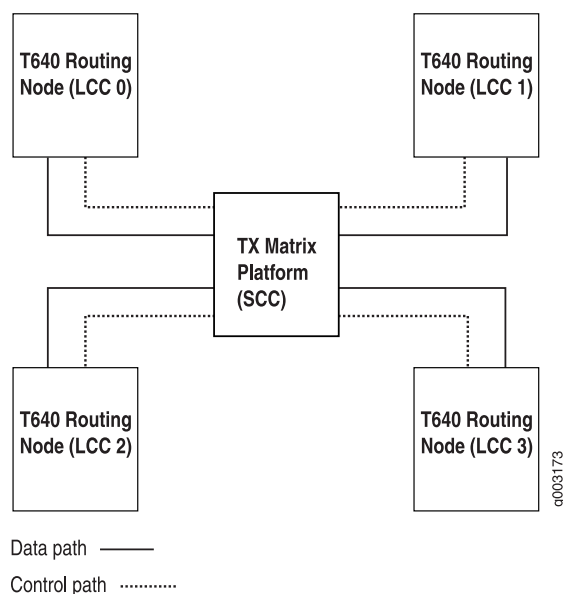 T640 Routing
Node (LCC 0)
T640 Routing
Node (LCC 1)
TX Matrix
Platform
(SCC)
T640 Routing
Node (LCC 2)
T640 Routing
Node (LCC 3)
g003173
Data path
Control path